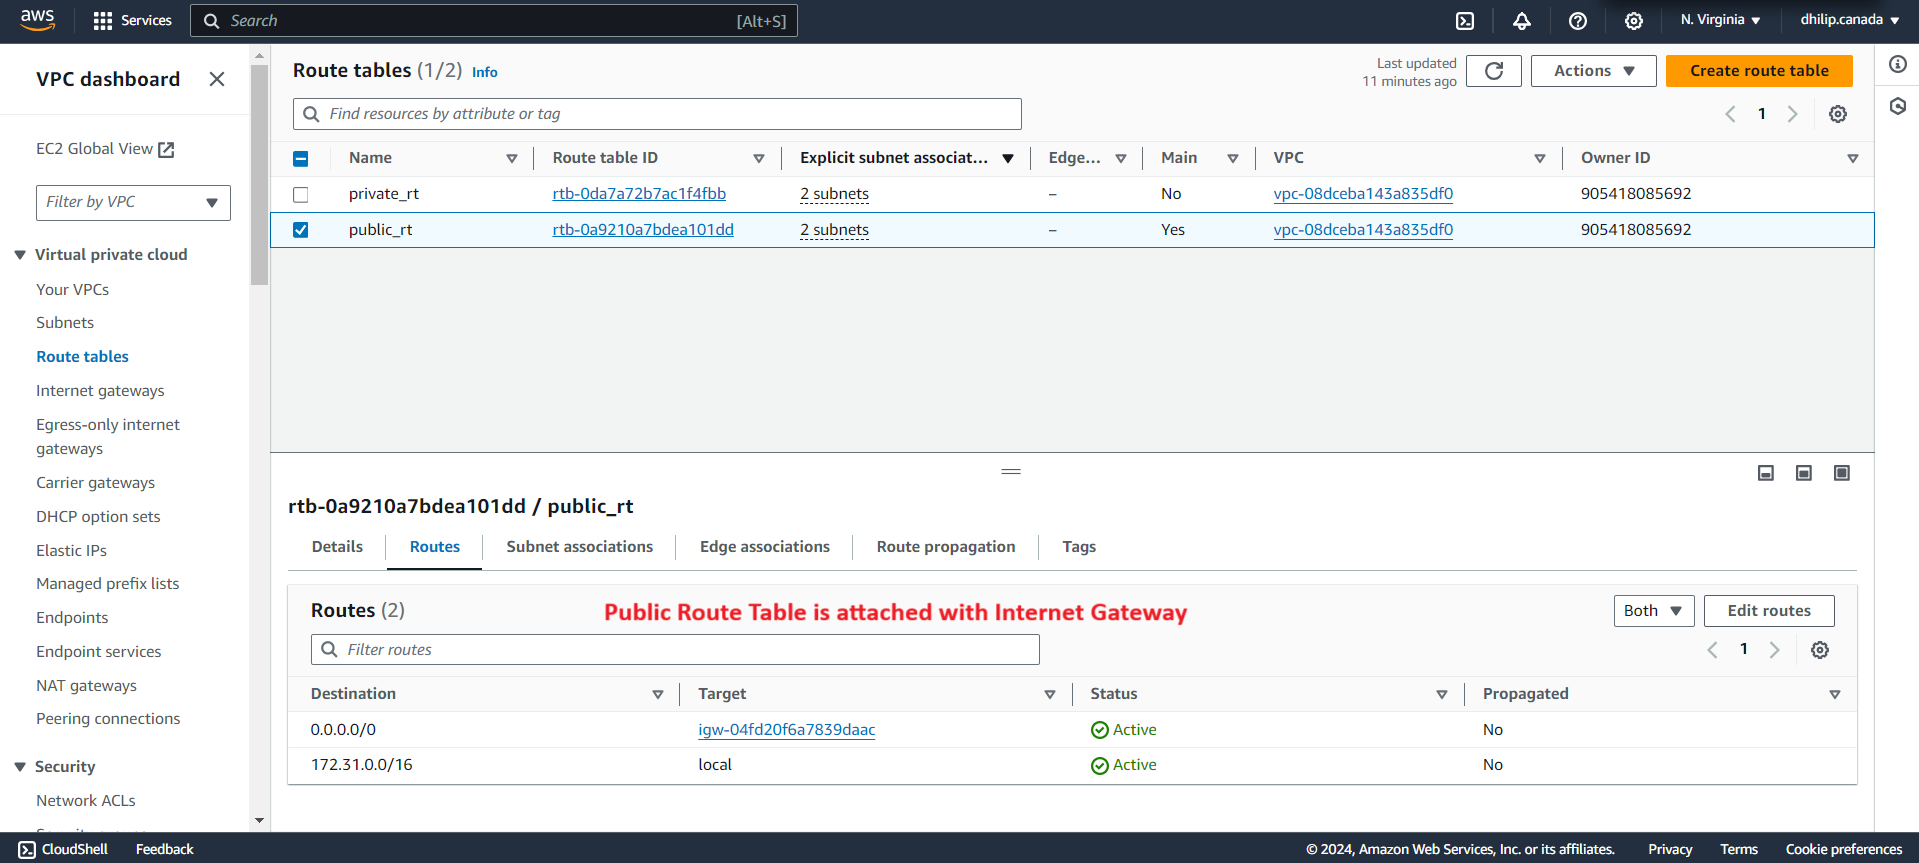 aws Services Search [Alt+S] N. Virginia dhilip.canada
VPC dashboard
EC2 Global View
Filter by VPC
Virtual private cloud
Your VPCs
Subnets
Route tables
Internet gateways
Egress-only internet
gateways
Carrier gateways
DHCP option sets
Elastic IPs
Managed prefix lists
Endpoints
Endpoint services
NAT gateways
Peering connections
Security
Network ACLs
Route tables (1/2) Info
Last updated
11 minutes ago
Actions
Create route table
Find resources by attribute or tag
1
Name Route table ID Explicit subnet associat... Edge... Main VPC Owner ID
private_rt rtb-0da7a72b7ac1f4fbb 2 subnets – No vpc-08dceba143a835df0 905418085692
public_rt rtb-0a9210a7bdea101dd 2 subnets – Yes vpc-08dceba143a835df0 905418085692
rtb-0a9210a7bdea101dd / public_rt
Details Routes Subnet associations Edge associations Route propagation Tags
Routes (2) Public Route Table is attached with Internet Gateway Both Edit routes
Filter routes 1
Destination Target Status Propagated
0.0.0.0/0 igw-04fd20f6a7839daac Active No
172.31.0.0/16 local Active No
CloudShell Feedback © 2024, Amazon Web Services, Inc. or its affiliates. Privacy Terms Cookie preferences